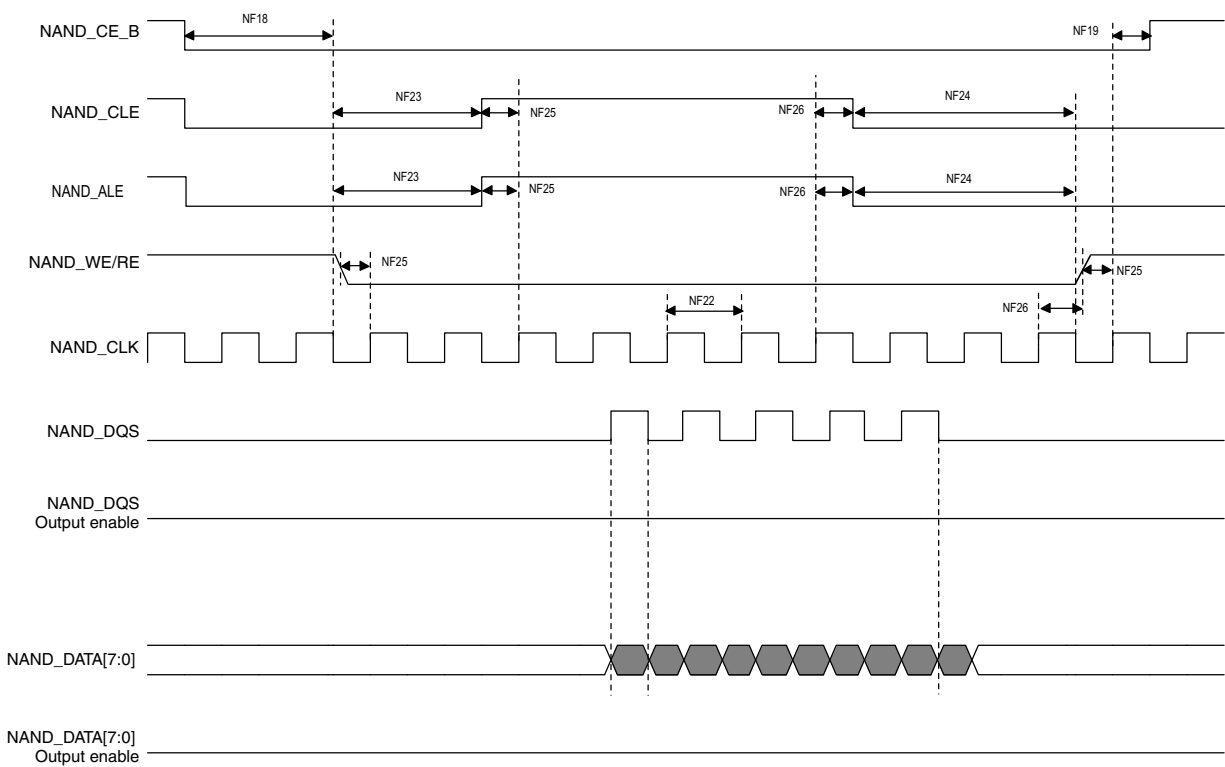 NF18
NAND_CE_B
NF19
NF23
NF24
NAND_CLE
NF25
NF26
NF23
NF24
NAND_ALE
NF25
NF26
NAND_WE/RE
NF25
NF25
NF22
NF26
NAND_CLK
NAND_DQS
NAND_DQS
Output enable
NAND_DATA[7:0]
NAND_DATA[7:0]
Output enable